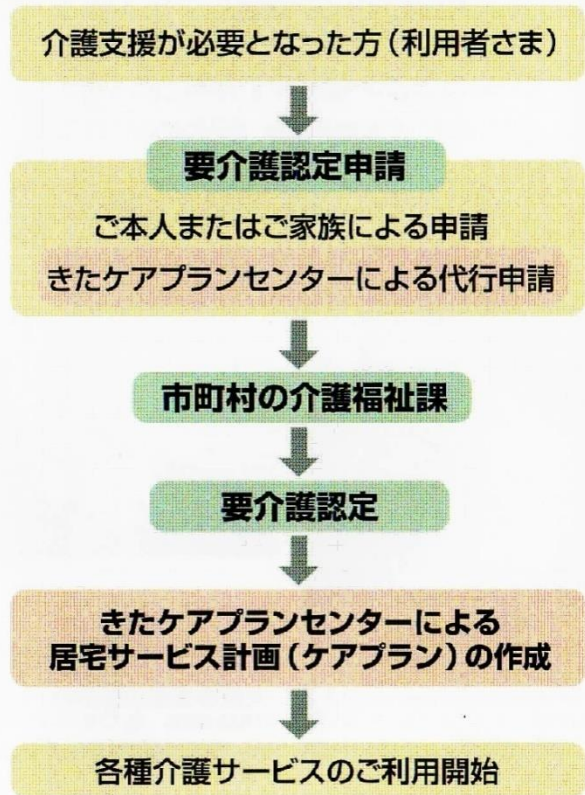 介護支援が必要となった方（利用者さま）
要介護認定申請
ご本人またはご家族による申請
きたケアプランセンターによる代行申請
市町村の介護福祉課
要介護認定
きたケアプランセンターによる
居宅サービス計画（ケアプラン）の作成
各種介護サービスのご利用開始